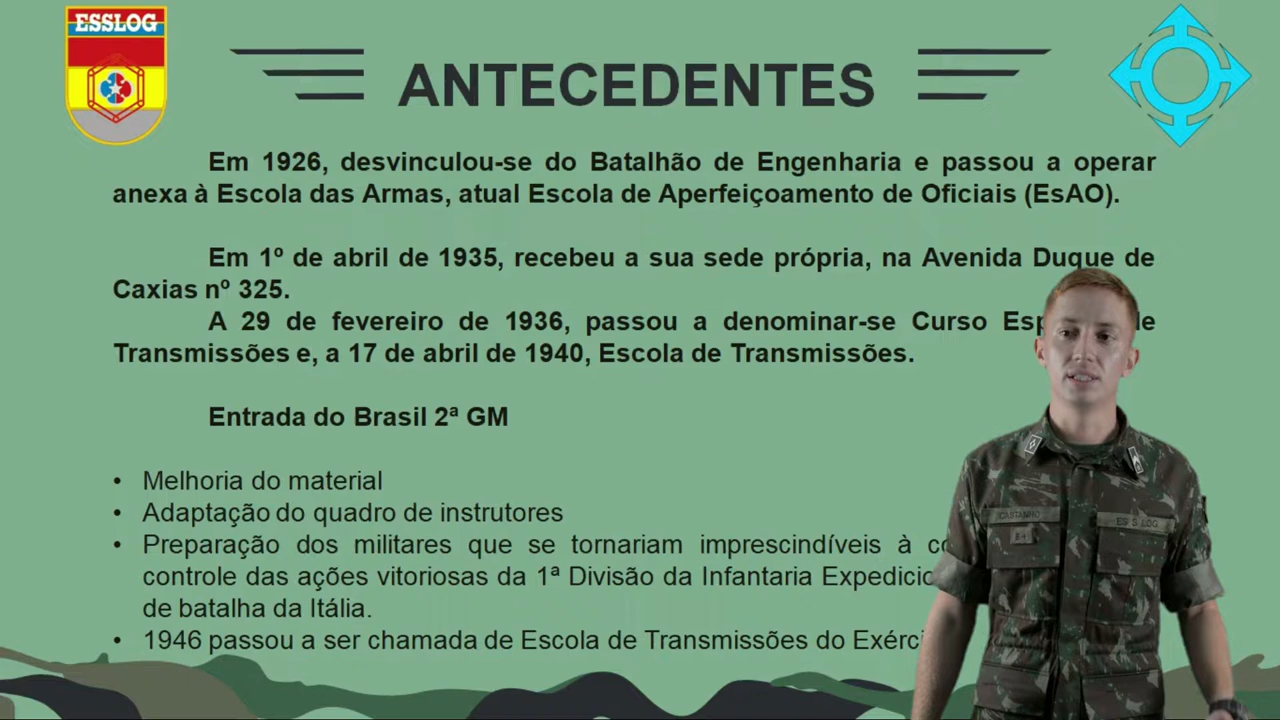 ESSLOG
ANTECEDENTES
Em 1926, desvinculou-se do Batalhão de Engenharia e passou a operar
anexa à Escola das Armas, atual Escola de Aperfeiçoamento de Oficiais (EsAO).
Em 1º de abril de 1935, recebeu a sua sede própria, na Avenida Duque de
Caxias nº 325.
A 29 de fevereiro de 1936, passou a denominar-se Curso de
Transmissões e, a 17 de abril de 1940, Escola de Transmissões.
Entrada do Brasil 2ª GM
• Melhoria do material
• Adaptação do quadro de instrutores
• Preparação dos militares que se tornariam imprescindíveis à
controle das ações vitoriosas da 1ª Divisão da Infantaria
de batalha da Itália.
• 1946 passou a ser chamada de Escola de Transmissões do
CASTANHO
B+
ES S LOG